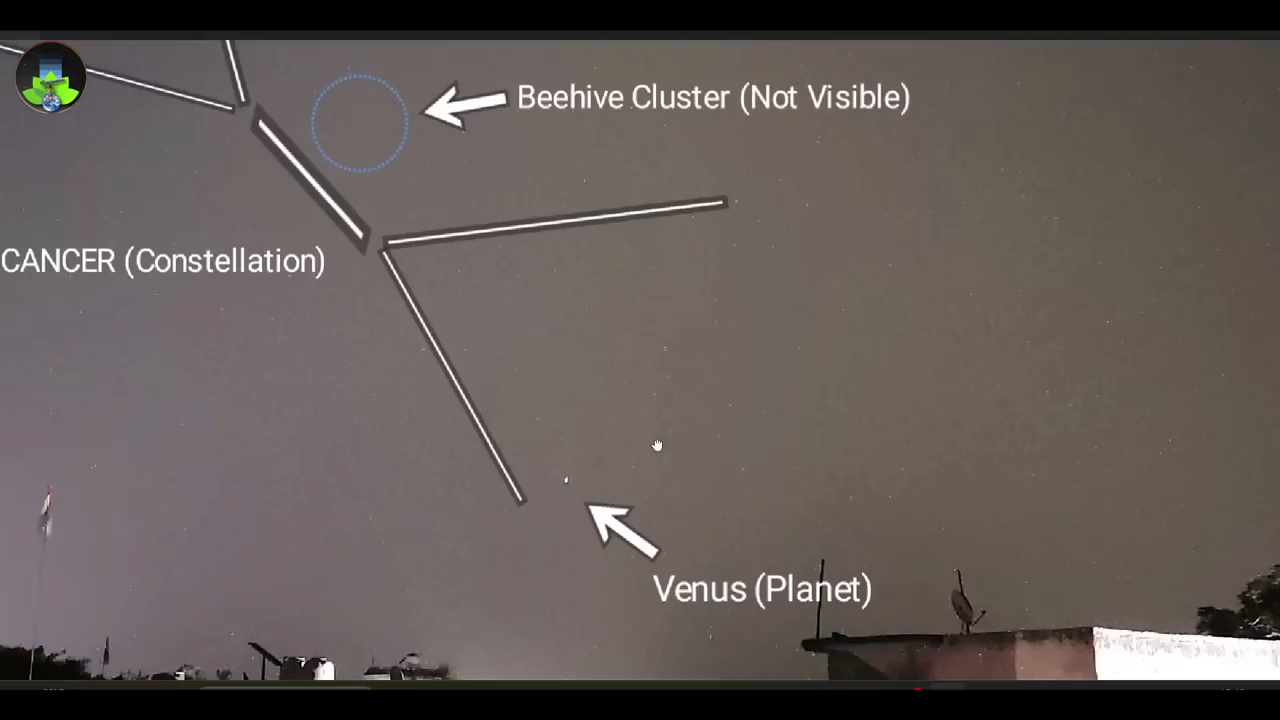 Beehive Cluster (Not Visible)
CANCER (Constellation)
Venus (Planet)